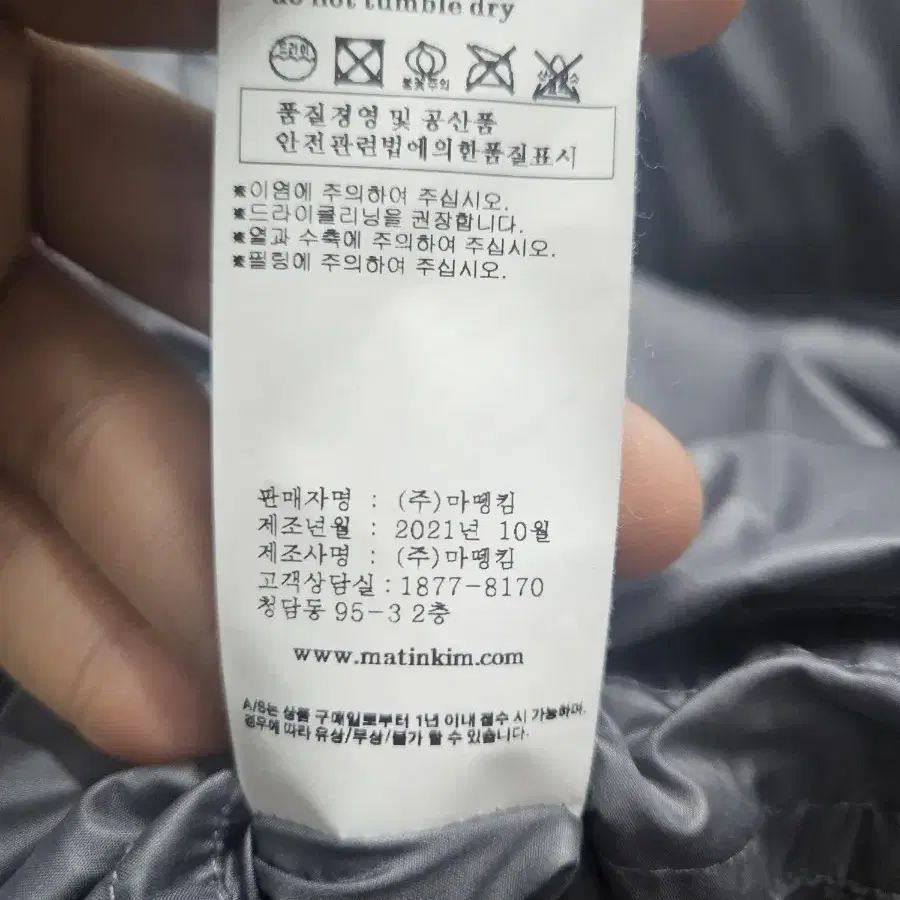 do not tumble dry
드라이
불꽃주의
품질경영 및 공산품
안전관련법에의한품질표시
※이염에 주의하여 주십시오.
※드라이클리닝을 권장합니다.
※열과 수축에 주의하여 주십시오.
※필링에 주의하여 주십시오.
판매자명 : (주)마뗑킴
제조년월 : 2021년 10월
제조사명 : (주)마뗑킴
고객상담실 : 1877-8170
청담동 95-3 2층
www.matinkim.com
A/S는 상품 구매일로부터 1년 이내 접수 시 가능하며,
경우에 따라 유상/무상/불가 할 수 있습니다.